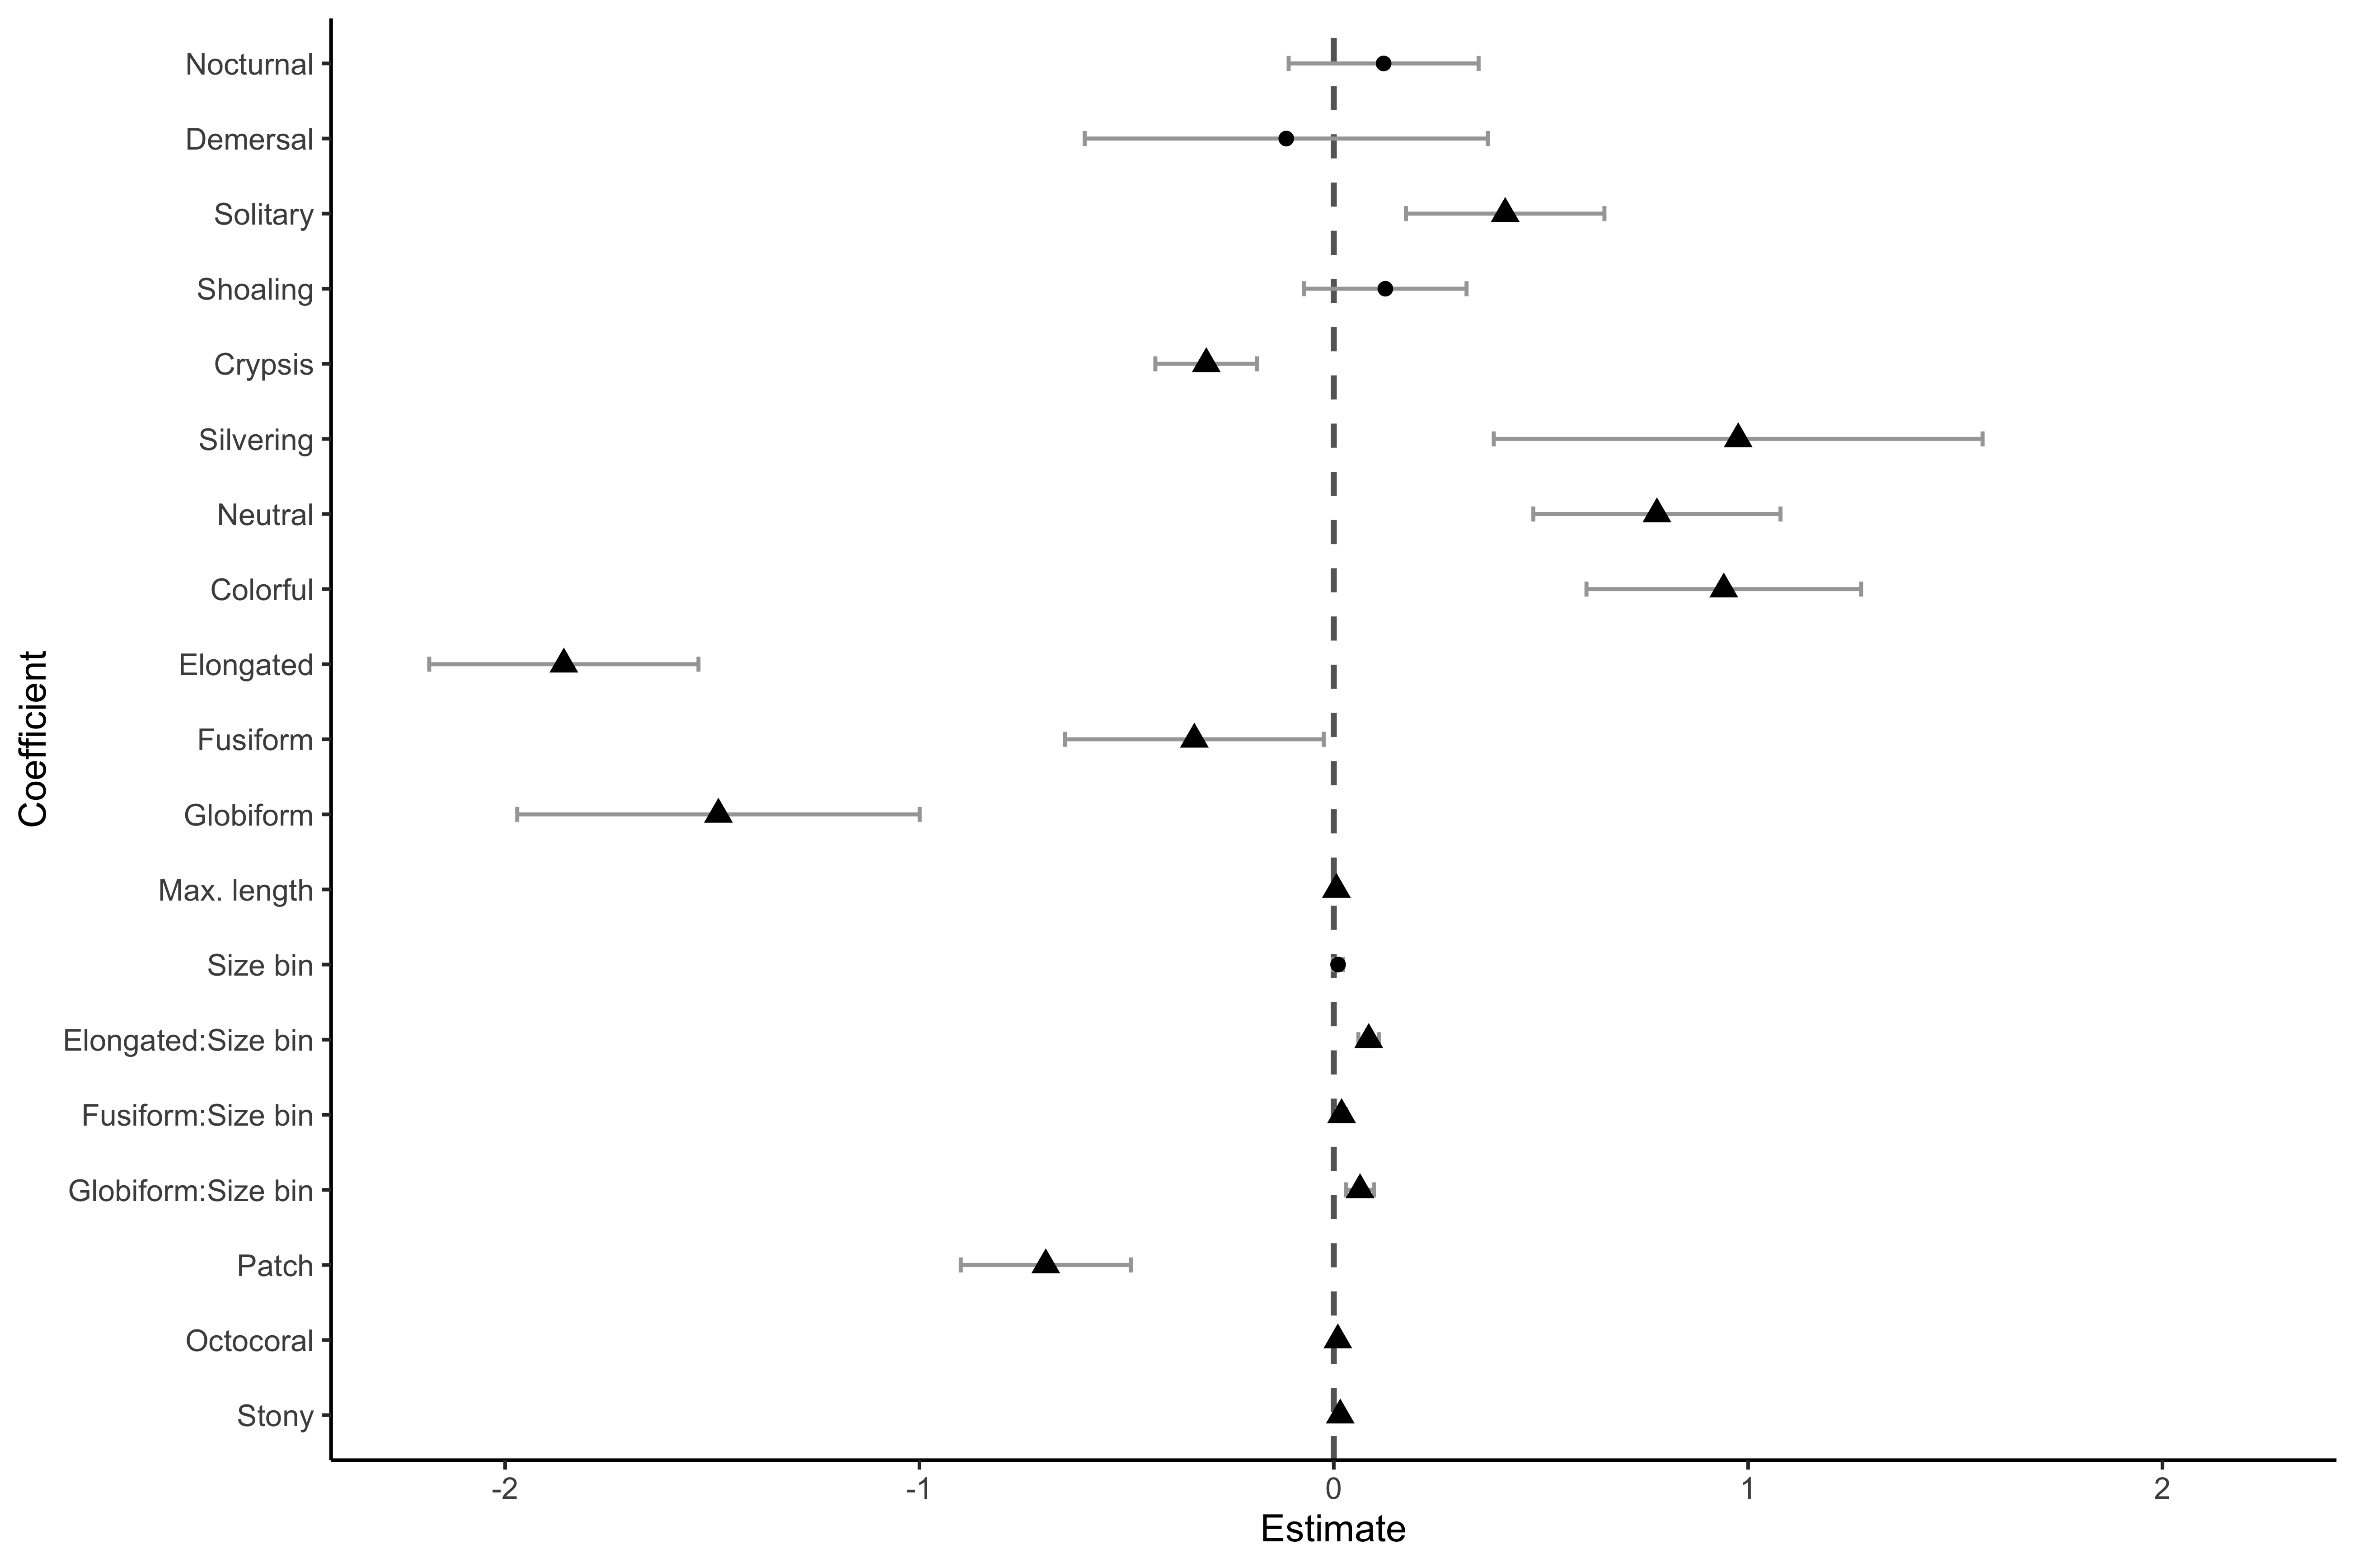 Nocturnal
Demersal
Solitary
Shoaling
Crypsis
Silvering
Neutral
Colorful
Elongated
Fusiform
Globiform
Max. length
Size bin
Elongated:Size bin
Fusiform:Size bin
Globiform:Size bin
Patch
Octocoral
Stony
Coefficient
-2 -1 0 1 2
Estimate